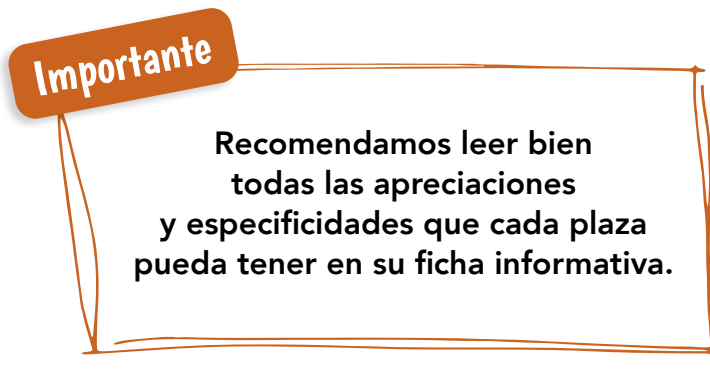 Importante
Recomendamos leer bien
todas las apreciaciones
y especificidades que cada plaza
pueda tener en su ficha informativa.